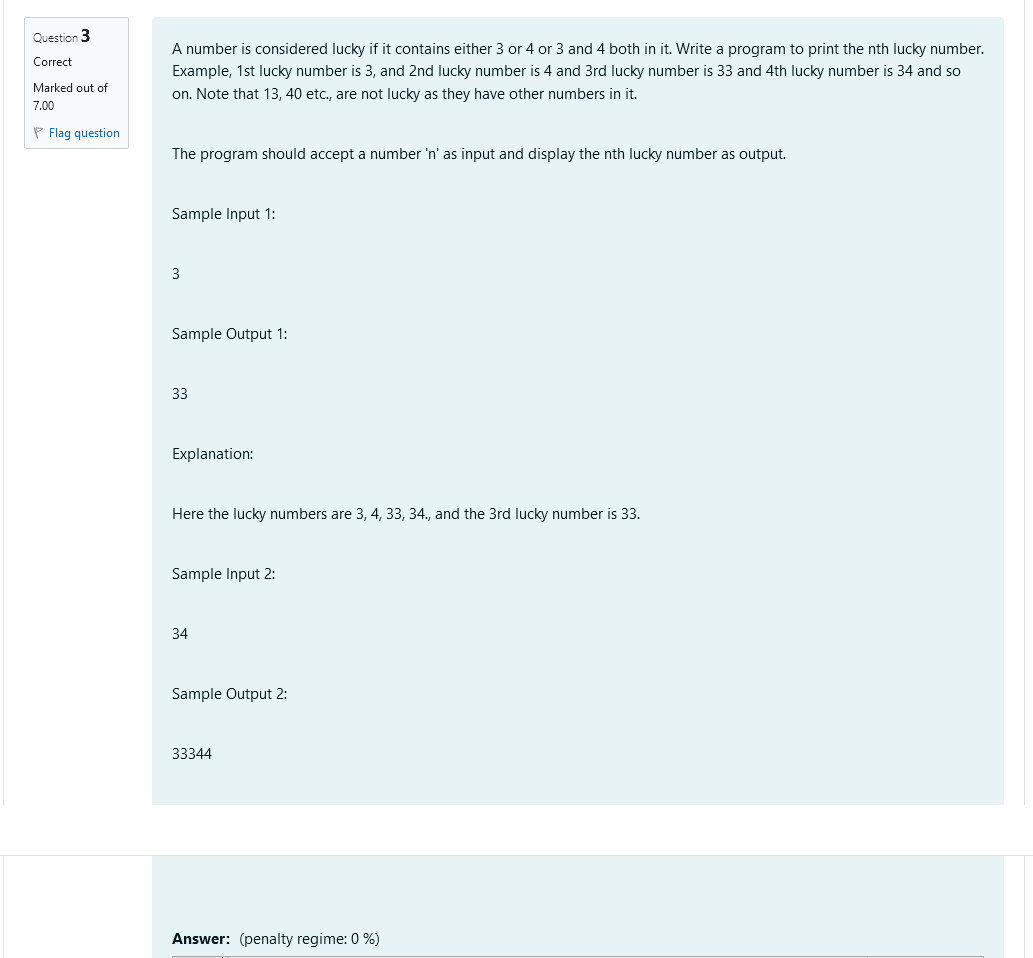 Question 3
Correct
Marked out of
7.00
Flag question
A number is considered lucky if it contains either 3 or 4 or 3 and 4 both in it. Write a program to print the nth lucky number.
Example, 1st lucky number is 3, and 2nd lucky number is 4 and 3rd lucky number is 33 and 4th lucky number is 34 and so
on. Note that 13, 40 etc., are not lucky as they have other numbers in it.
The program should accept a number 'n' as input and display the nth lucky number as output.
Sample Input 1:
3
Sample Output 1:
33
Explanation:
Here the lucky numbers are 3, 4, 33, 34., and the 3rd lucky number is 33.
Sample Input 2:
34
Sample Output 2:
33344
Answer: (penalty regime: 0 %)